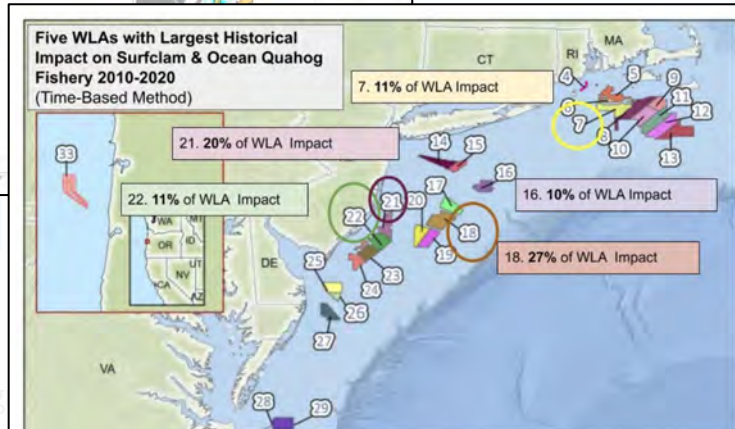 Five WLAs with Largest Historical
Impact on Surfclam & Ocean Quahog
Fishery 2010-2020
(Time-Based Method)
CT
RI
MA
7. 11% of WLA Impact
4
5
9
6
11
7
12
8
10
13
21. 20% of WLA Impact
14
15
33
16
22. 11% of WLA Impact
16. 10% of WLA Impact
21
22
20
17
18
WA
MT
OR
ID
NV
UT
CA
AZ
DE
19
18. 27% of WLA Impact
23
25
24
26
27
VA
28
29